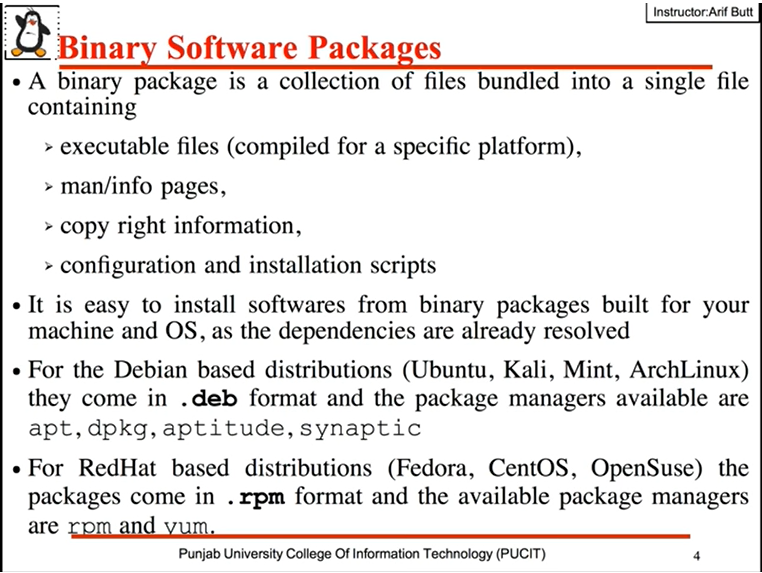 Instructor:Arif Butt
Binary Software Packages
• A binary package is a collection of files bundled into a single file
containing
➢ executable files (compiled for a specific platform),
➢ man/info pages,
➢ copy right information,
➢ configuration and installation scripts
• It is easy to install softwares from binary packages built for your
machine and OS, as the dependencies are already resolved
• For the Debian based distributions (Ubuntu, Kali, Mint, ArchLinux)
they come in .deb format and the package managers available are
apt,dpkg,aptitude,synaptic
• For RedHat based distributions (Fedora, CentOS, OpenSuse) the
packages come in .rpm format and the available package managers
are rpm and yum.
Punjab University College Of Information Technology (PUCIT)
4